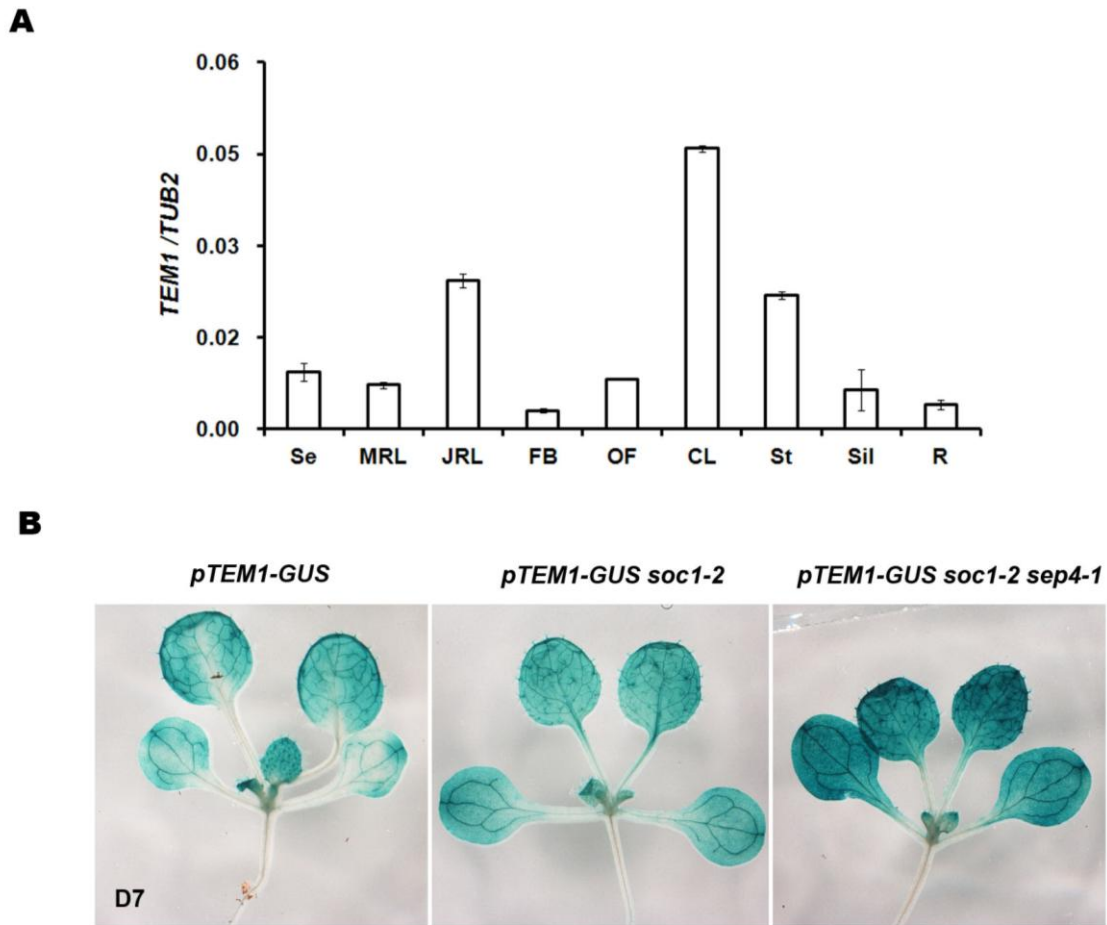 A
0.06
0.05
0.03
0.02
0.00
TEM1 /TUB2
Se MRL JRL FB OF CL St Sil R
B
pTEM1-GUS pTEM1-GUS soc1-2 pTEM1-GUS soc1-2 sep4-1
D7